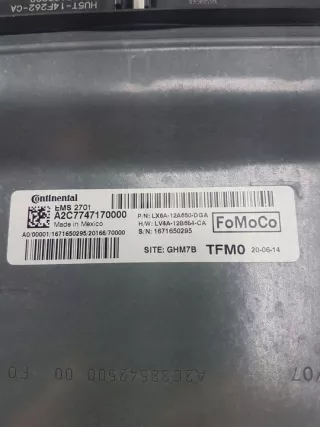 HU5T-14F262-CA
Continental
EMS 2701
A2C7747170000
Made in Mexico
P/N: LX6A-12A650-DGA
H/W: LV4A-12B684-CA
S/N: 1671650295
FoMoCo
A0/00001/1671650295/20166/70000
SITE: GHM7B TFM0 20-06-14